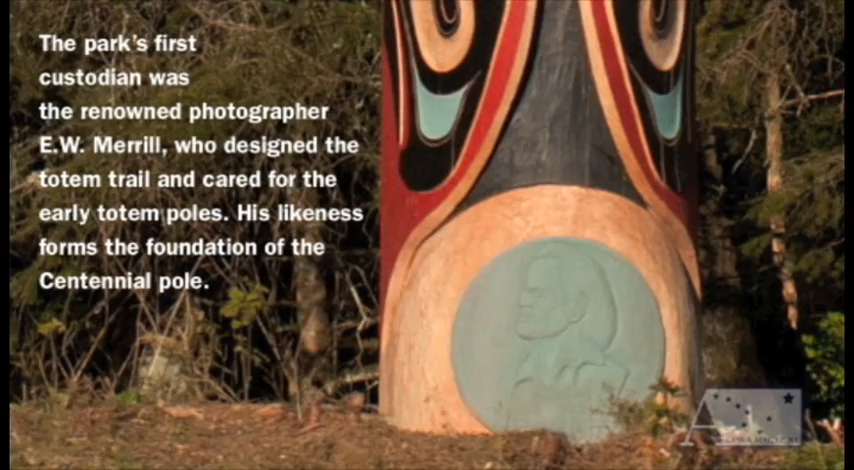 The park's first
custodian was
the renowned photographer
E.W. Merrill, who designed the
totem trail and cared for the
early totem poles. His likeness
forms the foundation of the
Centennial pole.